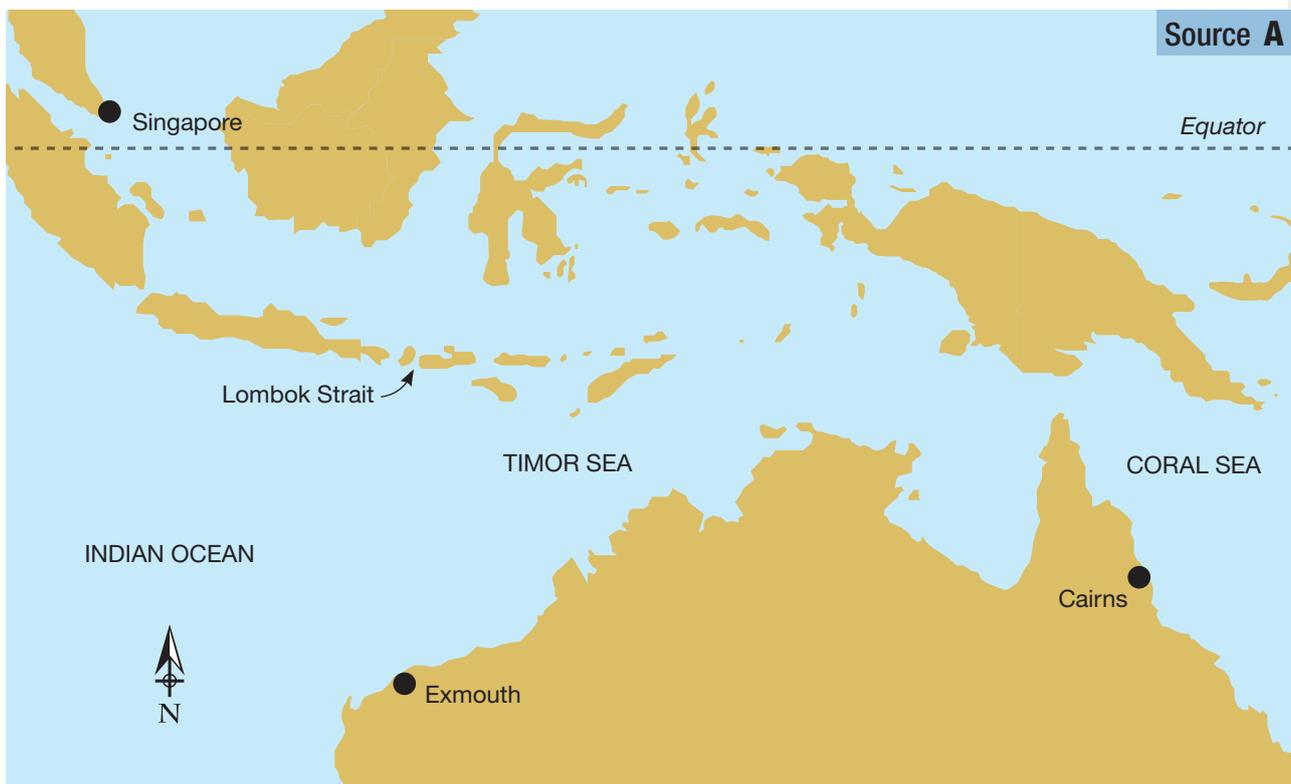 Source A
Singapore
Equator
Lombok Strait
TIMOR SEA
CORAL SEA
INDIAN OCEAN
Cairns
Exmouth
N